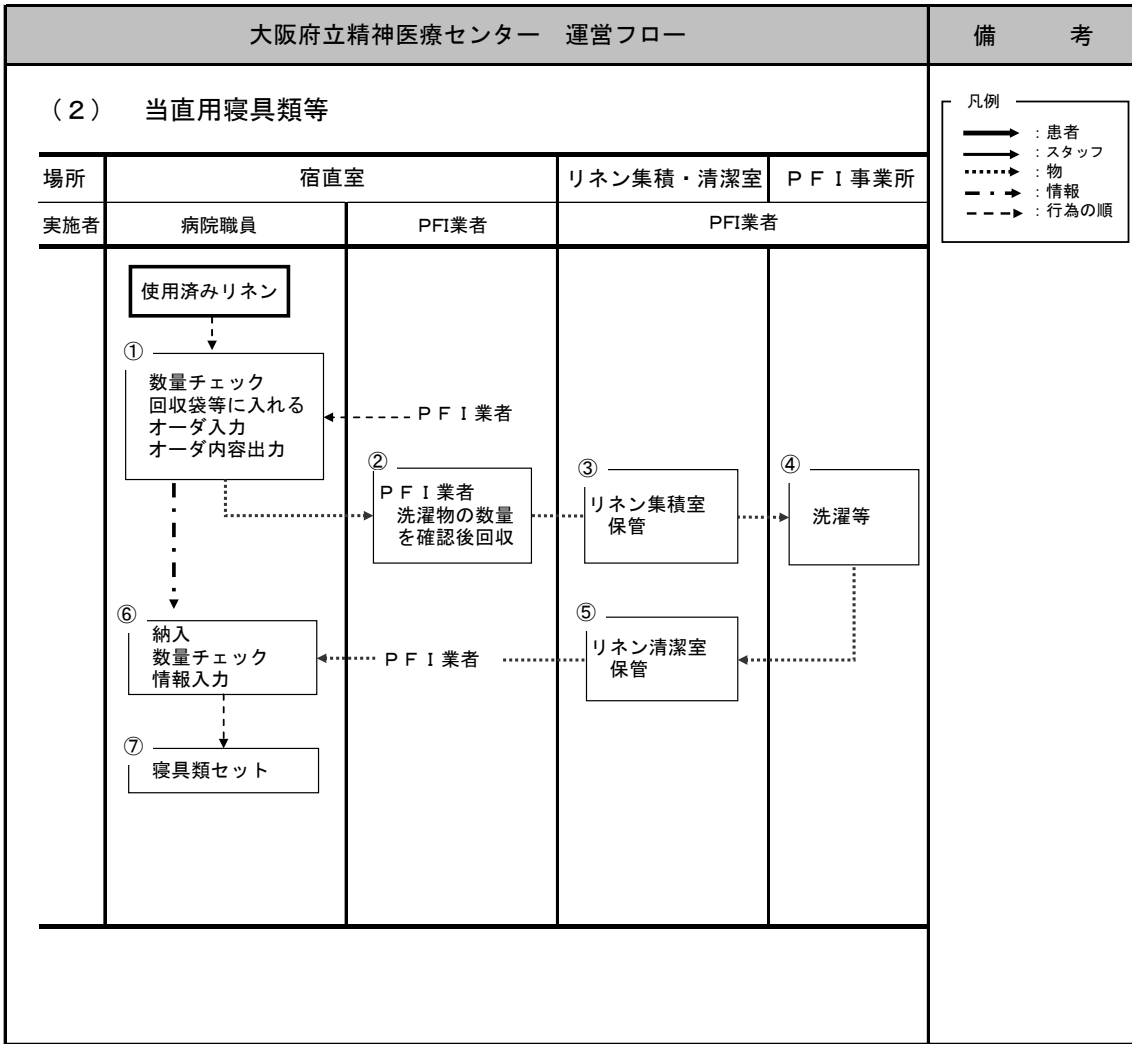 大阪府立精神医療センター　運営フロー
備　　考
（２）　当直用寝具類等
凡例
：患者
：スタッフ
：物
：情報
：行為の順
場所　宿直室　リネン集積・清潔室　ＰＦＩ事業所
実施者　病院職員　PFI業者　PFI業者
使用済みリネン
①
数量チェック
回収袋等に入れる
オーダ入力
オーダ内容出力
ＰＦＩ業者
②
ＰＦＩ業者
洗濯物の数量
を確認後回収
③
リネン集積室
保管
④
洗濯等
⑤
リネン清潔室
保管
ＰＦＩ業者
⑥
納入
数量チェック
情報入力
⑦
寝具類セット